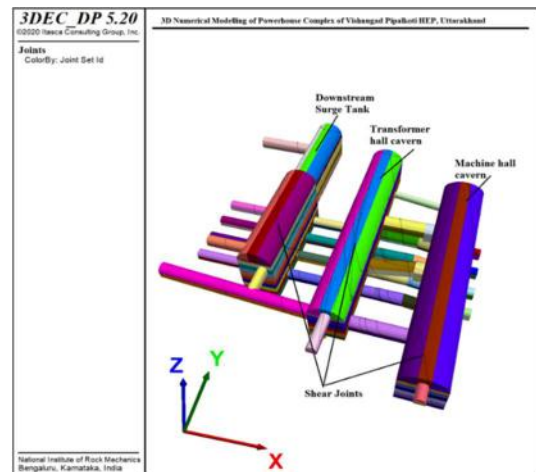 3DEC_DP 5.20
©2020 Itasca Consulting Group, Inc.
3D Numerical Modelling of Powerhouse Complex of Vishnugad Pipalkoti HEP, Uttarakhand
Joints
ColorBy: Joint Set Id
Downstream
Surge Tank
Transformer
hall cavern
Machine hall
cavern
Shear Joints
Z
Y
X
National Institute of Rock Mechanics
Bengaluru, Karnataka, India